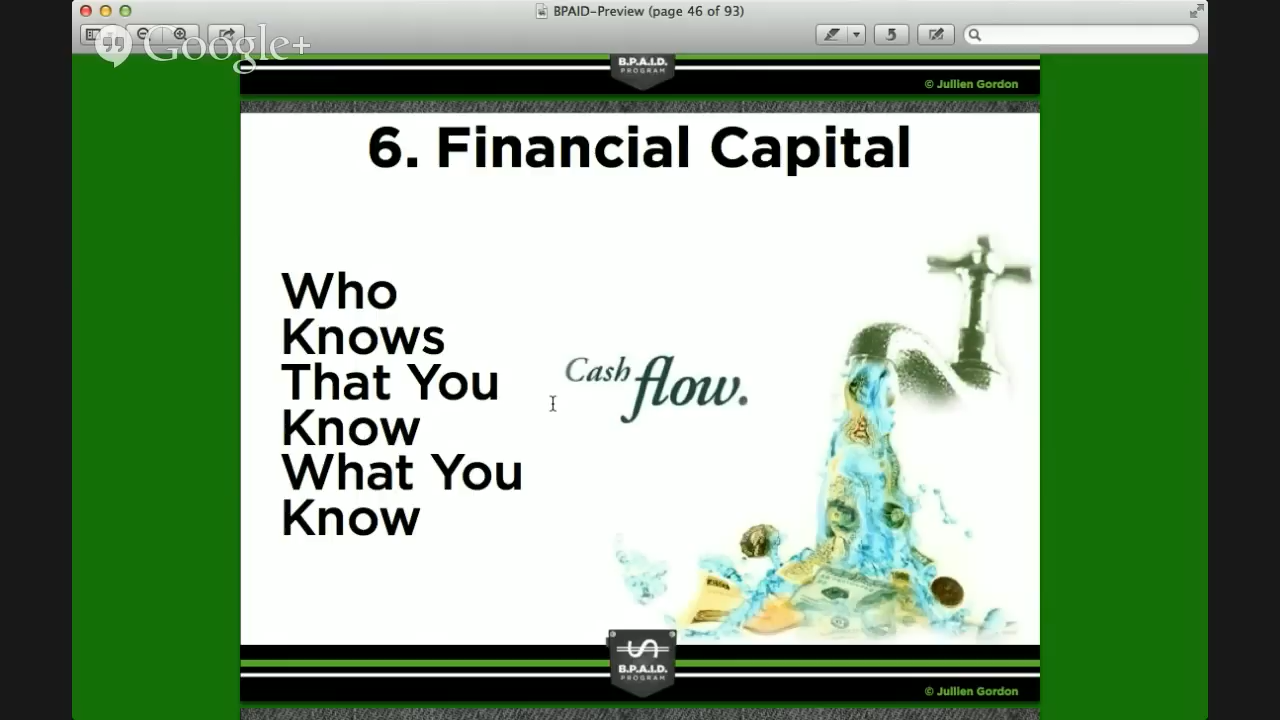 BPAID-Preview (page 46 of 93)
Google+
B.P.A.I.D.
PROGRAM
© Jullien Gordon
6. Financial Capital
Who
Knows
That You
Know
What You
Know
Cash flow.
B.P.A.I.D.
PROGRAM
© Jullien Gordon